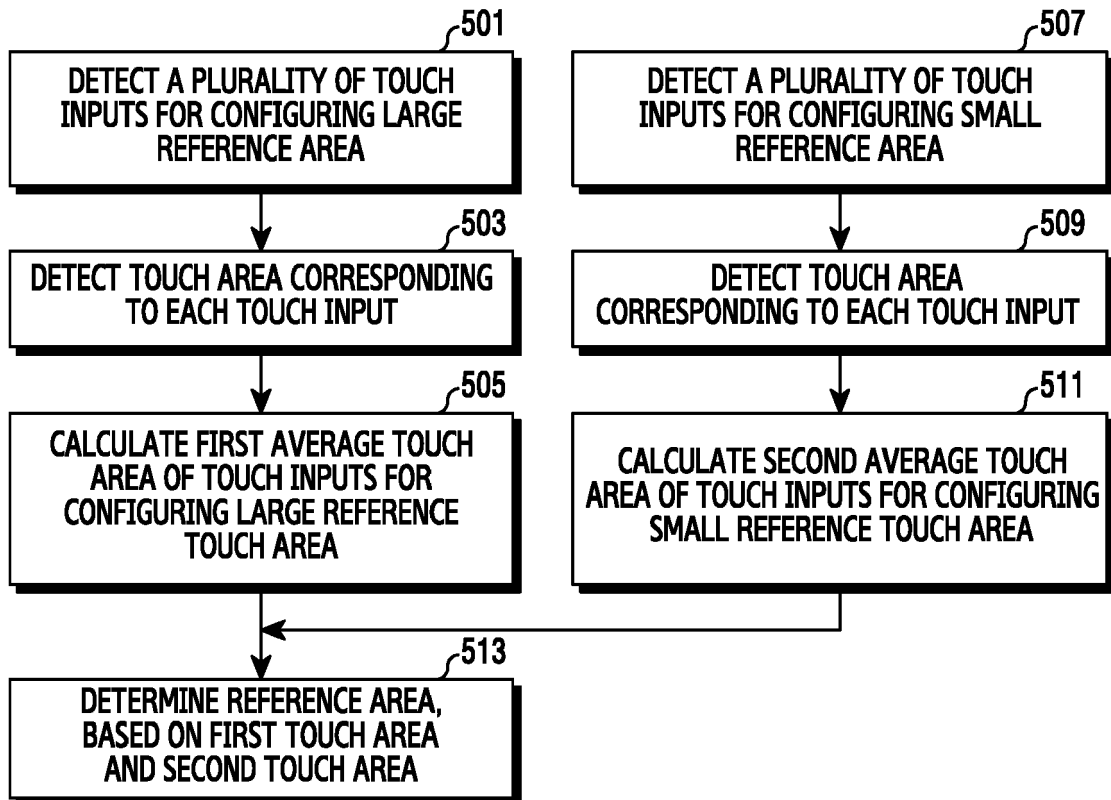 501
DETECT A PLURALITY OF TOUCH
INPUTS FOR CONFIGURING LARGE
REFERENCE AREA
503
DETECT TOUCH AREA CORRESPONDING
TO EACH TOUCH INPUT
505
CALCULATE FIRST AVERAGE TOUCH
AREA OF TOUCH INPUTS FOR
CONFIGURING LARGE REFERENCE
TOUCH AREA
507
DETECT A PLURALITY OF TOUCH
INPUTS FOR CONFIGURING SMALL
REFERENCE AREA
509
DETECT TOUCH AREA
CORRESPONDING TO EACH TOUCH INPUT
511
CALCULATE SECOND AVERAGE TOUCH
AREA OF TOUCH INPUTS FOR CONFIGURING
SMALL REFERENCE TOUCH AREA
513
DETERMINE REFERENCE AREA,
BASED ON FIRST TOUCH AREA
AND SECOND TOUCH AREA